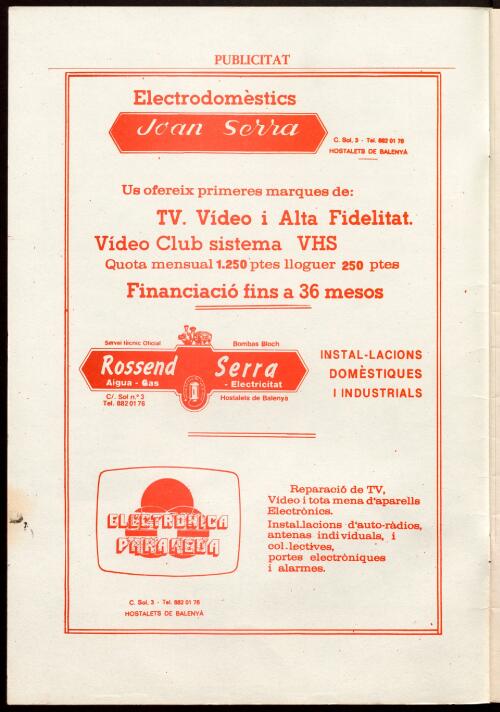 PUBLICITAT
Electrodomèstics
Joan Serra
C. Sol, 3 - Tel. 882 01 76
HOSTALETS DE BALENYÀ
Us ofereix primeres marques de:
TV. Vídeo i Alta Fidelitat.
Vídeo Club sistema VHS
Quota mensual 1.250 ptes lloguer 250 ptes
Financiació fins a 36 mesos
Servei tècnic Oficial
Bombas Bloch
Rossend Serra
Aigua - Gas - Electricitat
C/. Sol n.º 3
Tel. 882 01 76
Hostalets de Balenyà
INSTAL-LACIONS
DOMÈSTIQUES
I INDUSTRIALS
ELECTRÒNICA
PARAREDA
Reparació de TV,
Vídeo i tota mena d'aparells
Electrònics.
Instal.lacions d'auto-ràdios,
antenas individuals, i
col.lectives,
portes electròniques
i alarmes.
C. Sol, 3 - Tel. 882 01 76
HOSTALETS DE BALENYÀ